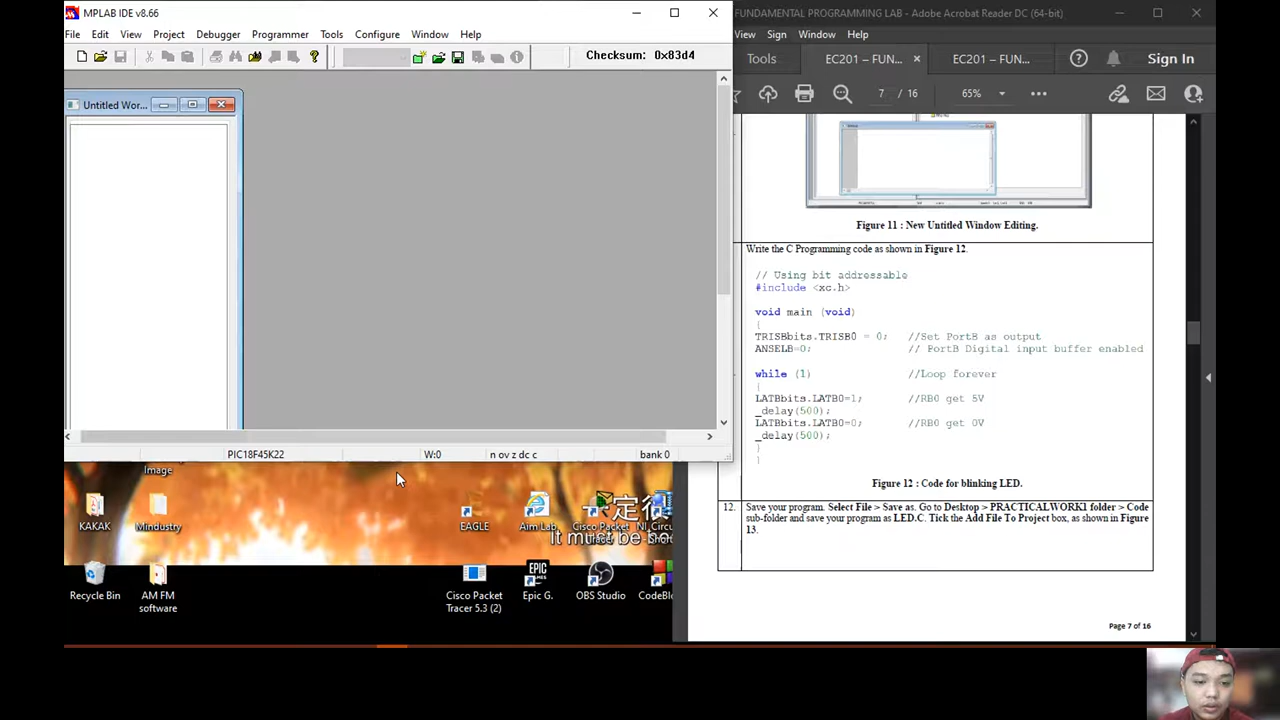 MPLAB IDE v8.66
File Edit View Project Debugger Programmer Tools Configure Window Help
Checksum: 0x83d4
Untitled Wor...
PIC18F45K22 W:0 n ov z dc c bank 0
Image
KAKAK
Mindustry
EAGLE
Aim Lab
Cisco Packet
It must be
Recycle Bin
AM FM
software
Cisco Packet
Tracer 5.3 (2)
EPIC
GAMES
Epic G.
OBS Studio
CodeBlo
FUNDAMENTAL PROGRAMMING LAB - Adobe Acrobat Reader DC (64-bit)
View Sign Window Help
Tools EC201 – FUN... × EC201 – FUN... Sign In
7 / 16 65%
Figure 11 : New Untitled Window Editing.
Write the C Programming code as shown in Figure 12.
// Using bit addressable
#include <xc.h>
void main (void)
{
TRISBbits.TRISB0 = 0; //Set PortB as output
ANSELB=0; // PortB Digital input buffer enabled
while (1) //Loop forever
{
LATBbits.LATB0=1; //RB0 get 5V
_delay(500);
LATBbits.LATB0=0; //RB0 get 0V
_delay(500);
}
}
Figure 12 : Code for blinking LED.
12. Save your program. Select File > Save as. Go to Desktop > PRACTICALWORK1 folder > Code
sub-folder and save your program as LED.C. Tick the Add File To Project box, as shown in Figure
13.
Page 7 of 16